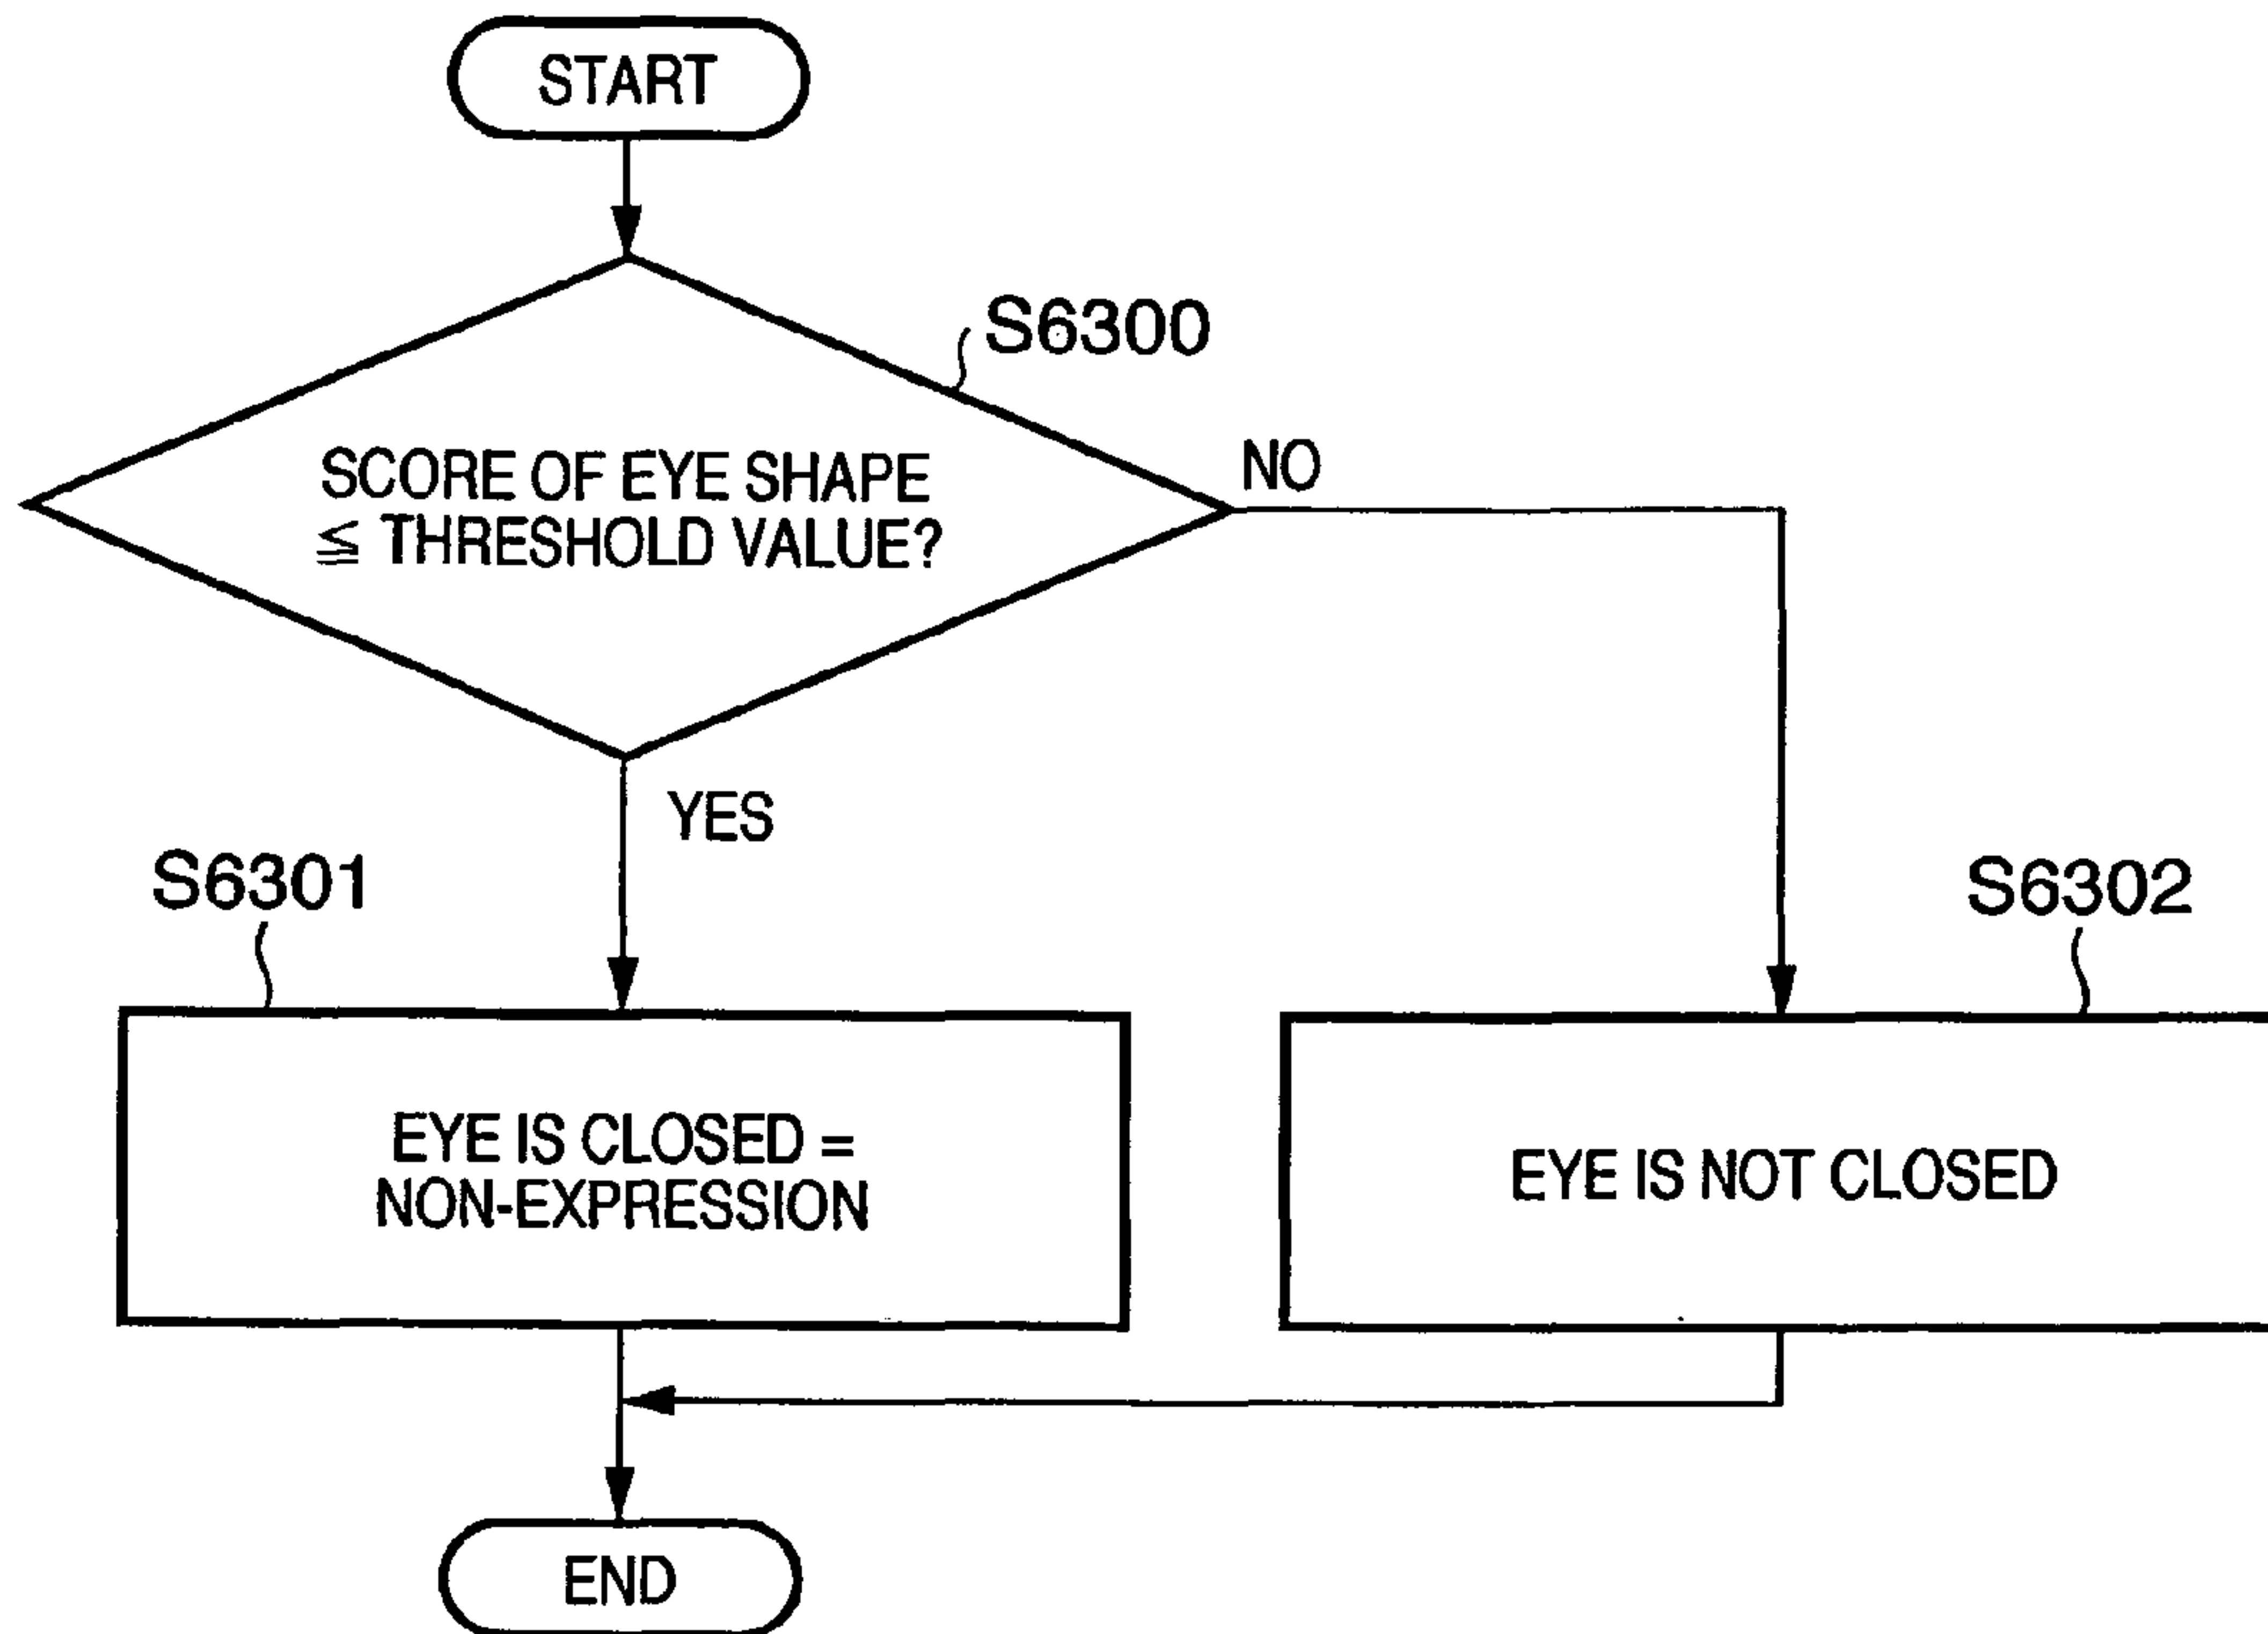 START
S6300
SCORE OF EYE SHAPE
≦ THRESHOLD VALUE?
NO
YES
S6301
S6302
EYE IS CLOSED =
NON-EXPRESSION
EYE IS NOT CLOSED
END